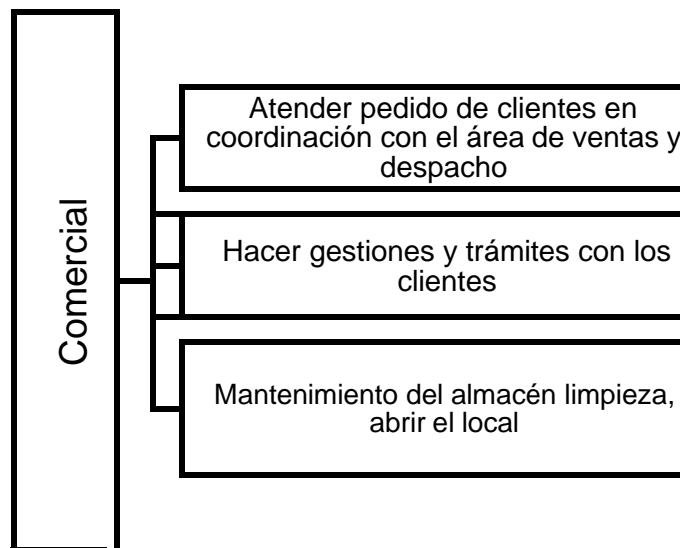 Comercial
Atender pedido de clientes en
coordinación con el área de ventas y
despacho
Hacer gestiones y trámites con los
clientes
Mantenimiento del almacén limpieza,
abrir el local